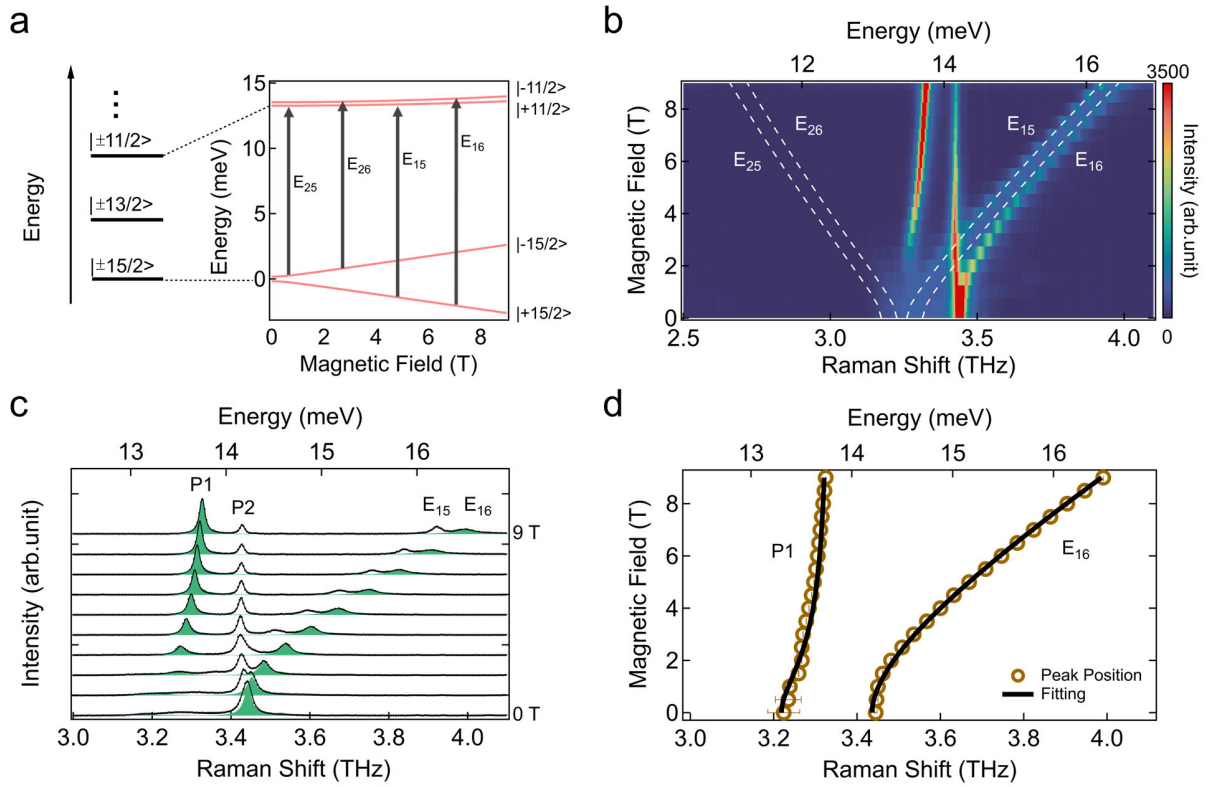 a
Energy
|±11/2>
|±13/2>
|±15/2>
Energy (meV)
15
10
5
0
E25
E26
E15
E16
|-11/2>
|+11/2>
|-15/2>
|+15/2>
0 2 4 6 8
Magnetic Field (T)
b
Energy (meV)
12 14 16
Magnetic Field (T)
8
6
4
2
0
E26
E25
E15
E16
2.5 3.0 3.5 4.0
Raman Shift (THz)
3500
Intensity (arb.unit)
0
c
Energy (meV)
13 14 15 16
Intensity (arb.unit)
P1
P2
E15 E16
9 T
0 T
3.0 3.2 3.4 3.6 3.8 4.0
Raman Shift (THz)
d
Energy (meV)
13 14 15 16
Magnetic Field (T)
8
6
4
2
0
P1
E16
Peak Position
Fitting
3.0 3.2 3.4 3.6 3.8 4.0
Raman Shift (THz)